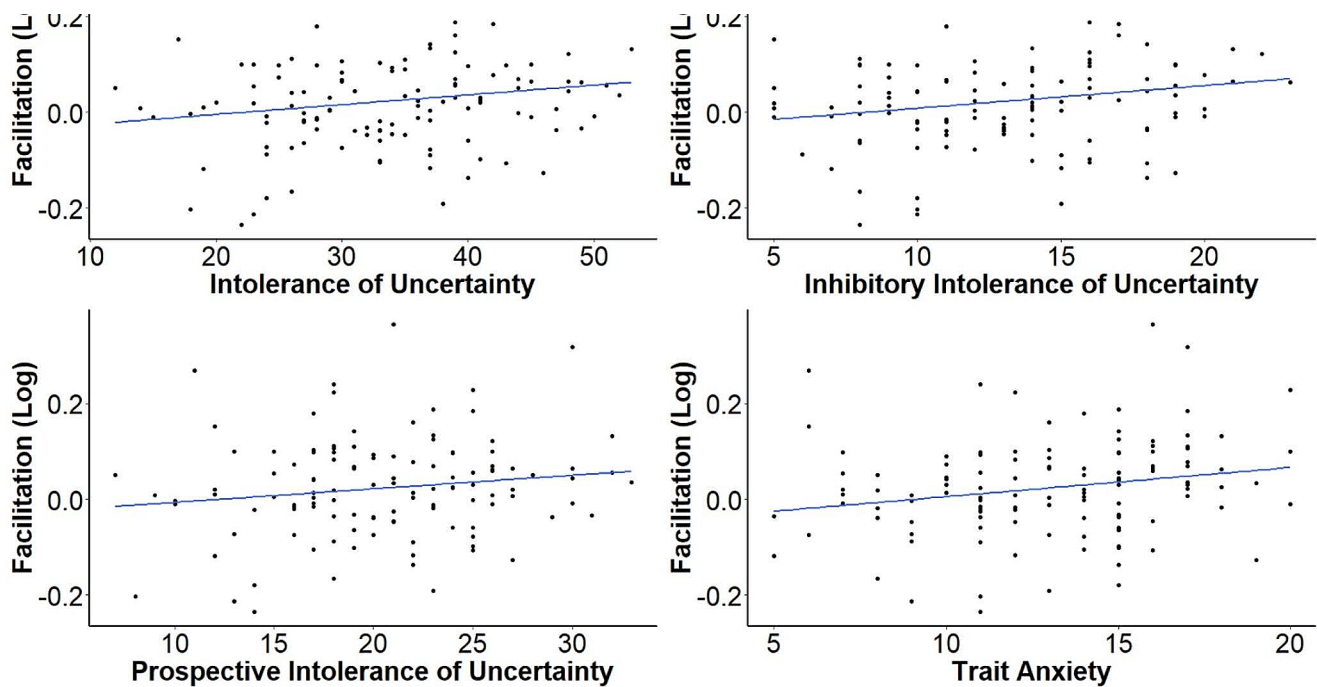 0.2
0.0
-0.2
Facilitation (L
10 20 30 40 50
Intolerance of Uncertainty
0.2
0.0
-0.2
Facilitation (L
5 10 15 20
Inhibitory Intolerance of Uncertainty
0.2
0.0
-0.2
Facilitation (Log)
10 15 20 25 30
Prospective Intolerance of Uncertainty
0.2
0.0
-0.2
Facilitation (Log)
5 10 15 20
Trait Anxiety